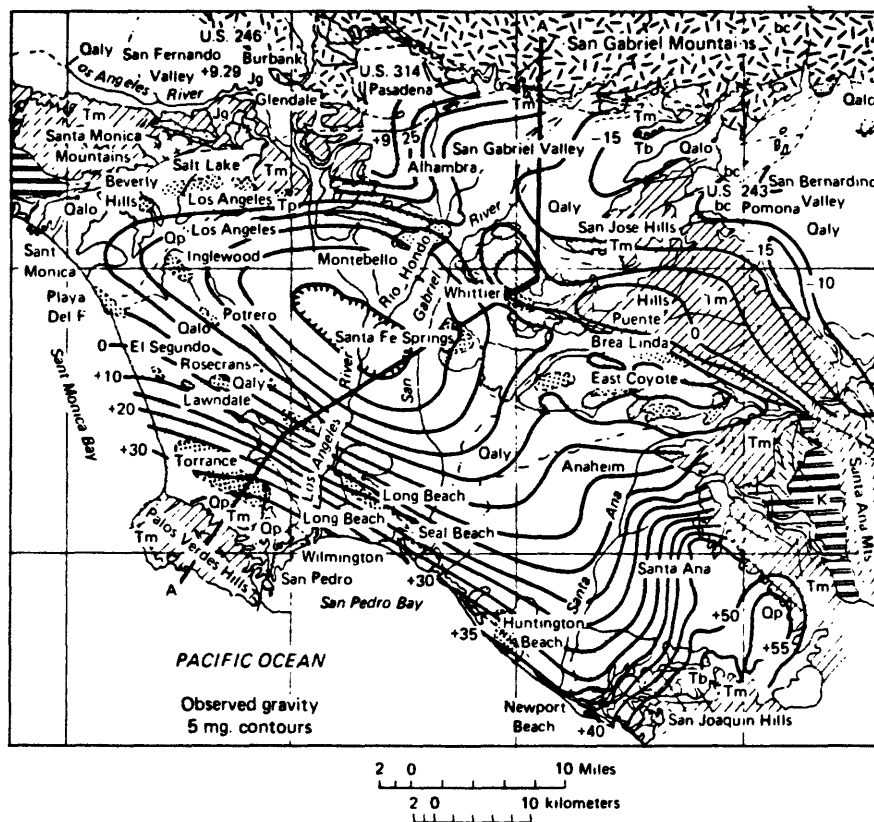 U.S. 246
A
Qaly
San Fernando
Burbank
San Gabriel Mountains
bc
Valley
+9.29
Jg
U.S. 314
Pasadena
os Angeles
River
Glendale
Tm
Qalo
Tm
Jg
+9
25
San Gabriel Valley
-15
Tm
Tb
Qalo
Santa Monica
Mountains
Salt Lake
Tm
Alhambra
bc
Beverly
Hills
Los Angeles
Tp
U.S 243
bc
Pomona
San Bernardino
Valley
Qaly
Qalo
Qp
Los Angeles
River
Qaly
San Jose Hills
Tm
Sant
Monica
Inglewood
Montebello
Rio Hondo
Gabriel
Whittier
15
-10
Playa
Del
Qalo
Potrero
Hills
Puente
Tm
0
Santa Fe Springs
Brea Linda
0
El Segundo
Rosecrans
River
San
East Coyote
+10
Qaly
Lawndale
+20
Sant Monica Bay
+30
Torrance
Los Angeles
Qaly
Anaheim
Tm
Qp
Tm
Qp
Long Beach
Long Beach
Ana
K
Santa Ana Mts
Palos Verdes Hills
Tm
Seal Beach
Wilmington
Santa Ana
Tm
A
San Pedro
+30
Santa
San Pedro Bay
+50
Qp
+35
Huntington
Beach
+55
PACIFIC OCEAN
Tb
Tm
Observed gravity
5 mg. contours
Newport
Beach
San Joaquin Hills
+40
2 0 10 Miles
2 0 10 kilometers